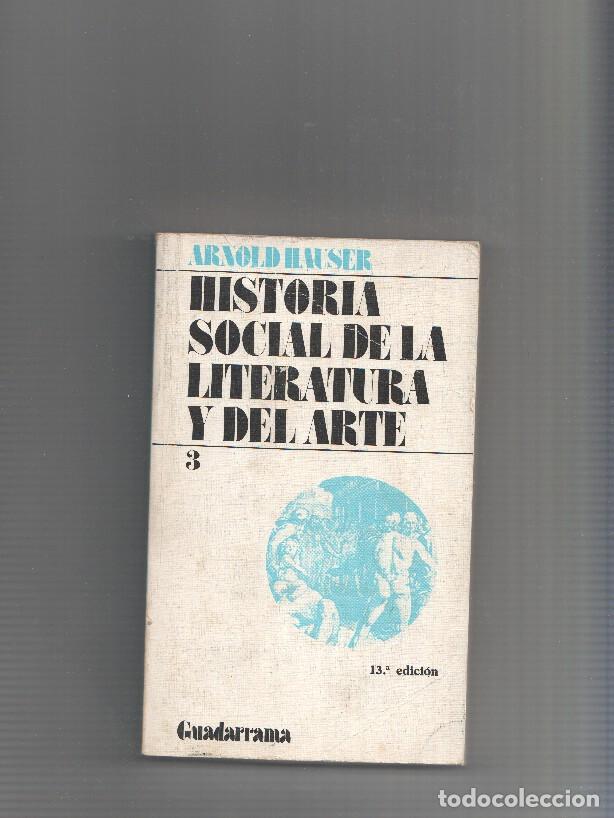 ARNOLD HAUSER
HISTORIA
SOCIAL DE LA
LITERATURA
Y DEL ARTE
3
13.ª edición
Guadarrama
todocoleccion